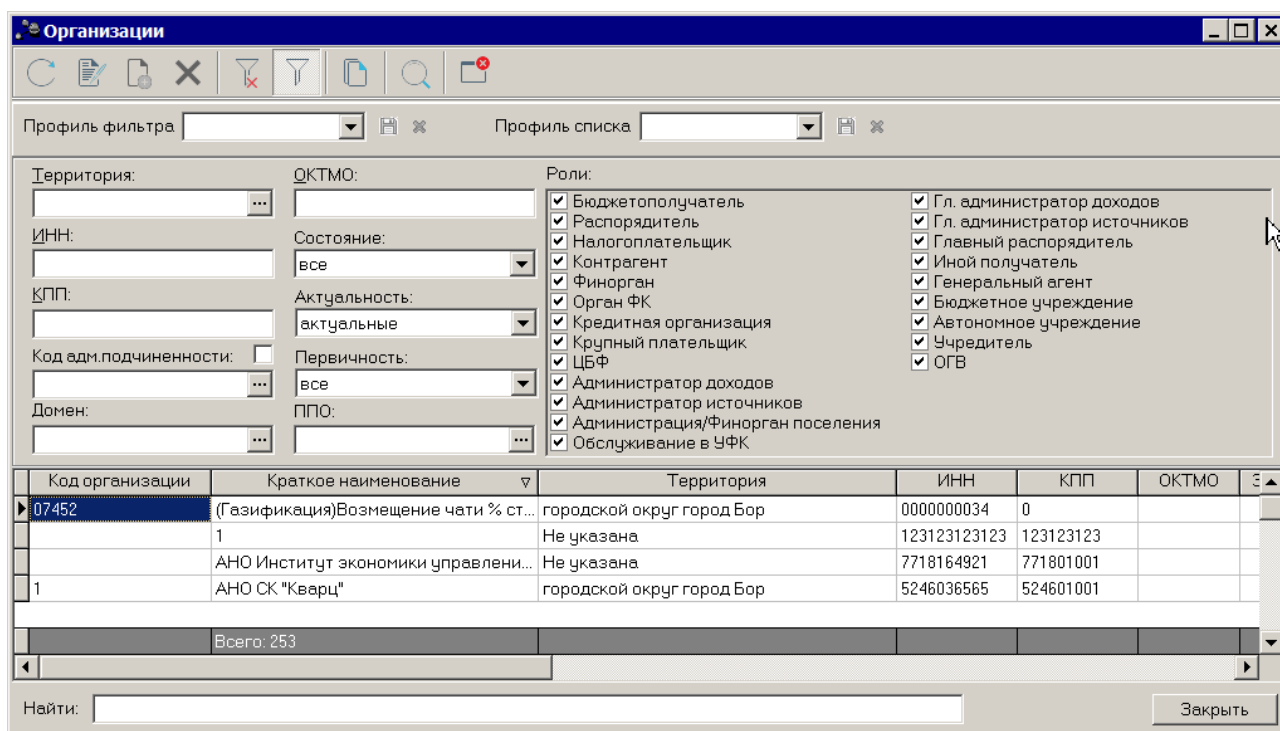 Организации
Профиль фильтра Профиль списка
Территория: ОКТМО: Роли:
ИНН: Состояние:
все
КПП: Актуальность:
актуальные
Код адм.подчиненности: Первичность:
все
Домен: ППО:
Бюджетополучатель Гл. администратор доходов
Распорядитель Гл. администратор источников
Налогоплательщик Главный распорядитель
Контрагент Иной получатель
Финорган Генеральный агент
Орган ФК Бюджетное учреждение
Кредитная организация Автономное учреждение
Крупный плательщик Учредитель
ЦБФ ОГВ
Администратор доходов
Администратор источников
Администрация/Финорган поселения
Обслуживание в УФК
Код организации Краткое наименование Территория ИНН КПП ОКТМО
07452 (Газификация)Возмещение чати % ст... городской округ город Бор 0000000034 0
1 Не указана 123123123123 123123123
АНО Институт экономики управлени... Не указана 7718164921 771801001
1 АНО СК "Кварц" городской округ город Бор 5246036565 524601001
Всего: 253
Найти: Закрыть